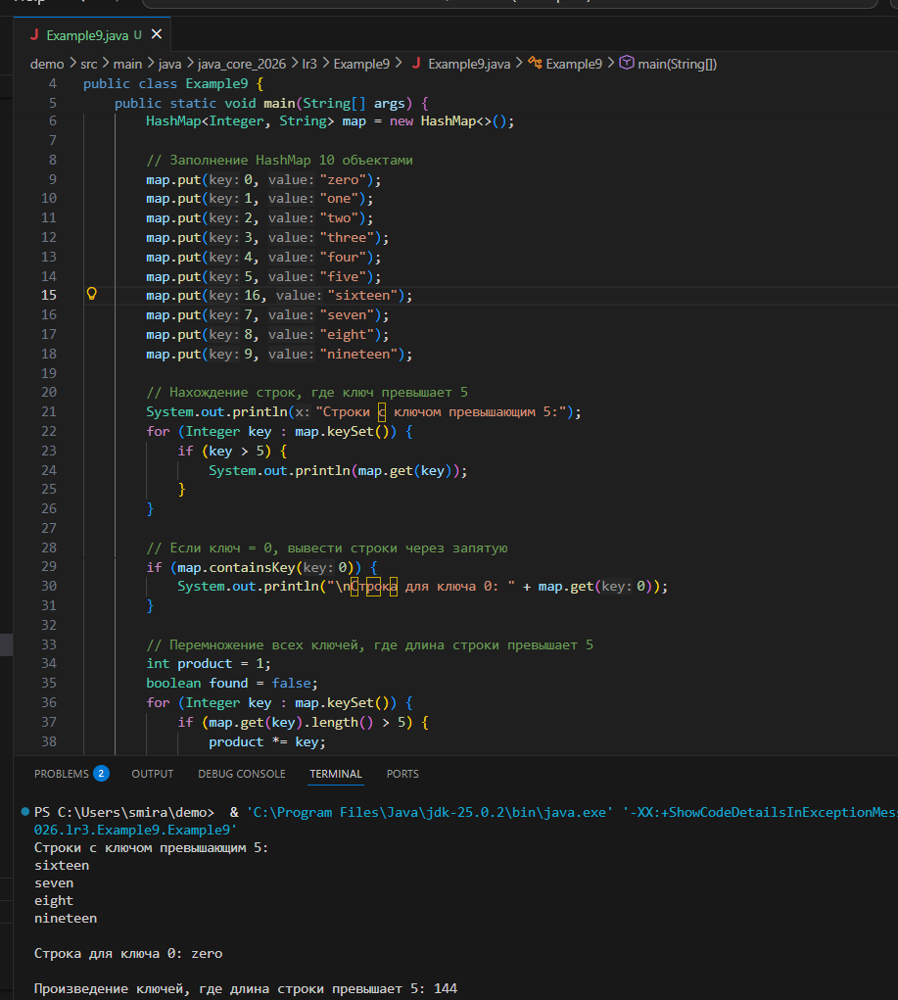 Example9.java U
demo > src > main > java > java_core_2026 > lr3 > Example9 > Example9.java > Example9 > main(String[])
4 public class Example9 {
5 public static void main(String[] args) {
6 HashMap<Integer, String> map = new HashMap<>();
7
8 // Заполнение HashMap 10 объектами
9 map.put(key: 0, value: "zero");
10 map.put(key: 1, value: "one");
11 map.put(key: 2, value: "two");
12 map.put(key: 3, value: "three");
13 map.put(key: 4, value: "four");
14 map.put(key: 5, value: "five");
15 map.put(key: 16, value: "sixteen");
16 map.put(key: 7, value: "seven");
17 map.put(key: 8, value: "eight");
18 map.put(key: 9, value: "nineteen");
19
20 // Нахождение строк, где ключ превышает 5
21 System.out.println(x: "Строки с ключом превышающим 5:");
22 for (Integer key : map.keySet()) {
23 if (key > 5) {
24 System.out.println(map.get(key));
25 }
26 }
27
28 // Если ключ = 0, вывести строки через запятую
29 if (map.containsKey(key: 0)) {
30 System.out.println("\nСтрока для ключа 0: " + map.get(key: 0));
31 }
32
33 // Перемножение всех ключей, где длина строки превышает 5
34 int product = 1;
35 boolean found = false;
36 for (Integer key : map.keySet()) {
37 if (map.get(key).length() > 5) {
38 product *= key;
PROBLEMS 2 OUTPUT DEBUG CONSOLE TERMINAL PORTS
PS C:\Users\smira\demo> & 'C:\Program Files\Java\jdk-25.0.2\bin\java.exe' '-XX:+ShowCodeDetailsInExceptionMes
026.lr3.Example9.Example9'
Строки с ключом превышающим 5:
sixteen
seven
eight
nineteen
Строка для ключа 0: zero
Произведение ключей, где длина строки превышает 5: 144